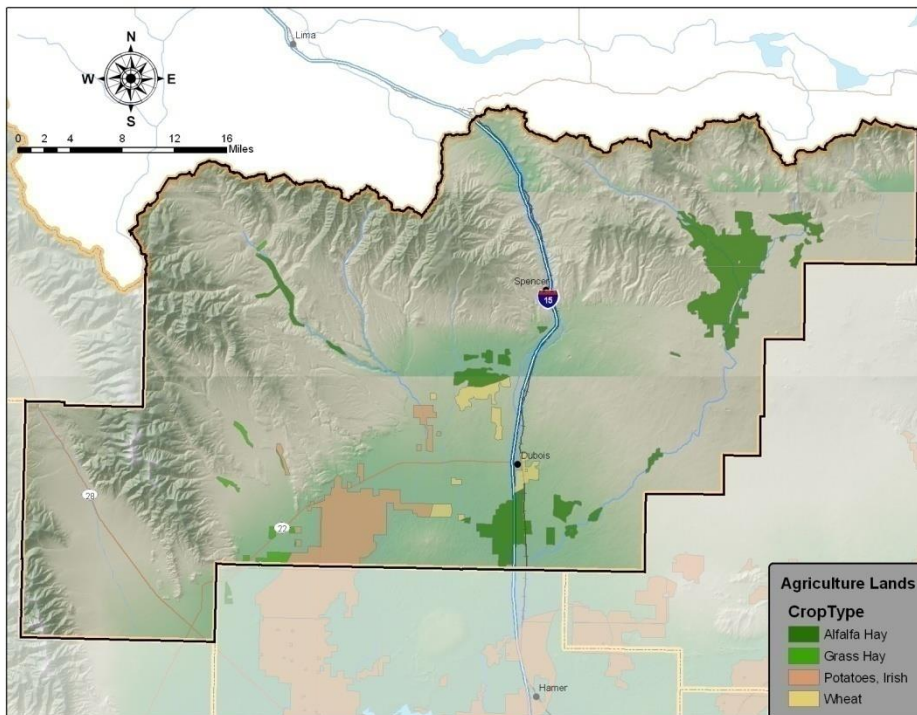 Lima
N
W E
S
0 2 4 8 12 16
Miles
Spencer
15
Dubois
28
22
Hamer
Agriculture Lands
CropType
Alfalfa Hay
Grass Hay
Potatoes, Irish
Wheat